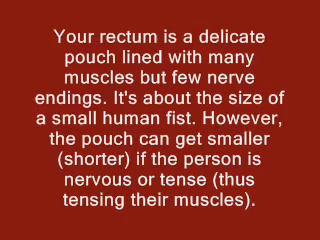 Your rectum is a delicate
pouch lined with many
muscles but few nerve
endings. It's about the size of
a small human fist. However,
the pouch can get smaller
(shorter) if the person is
nervous or tense (thus
tensing their muscles).